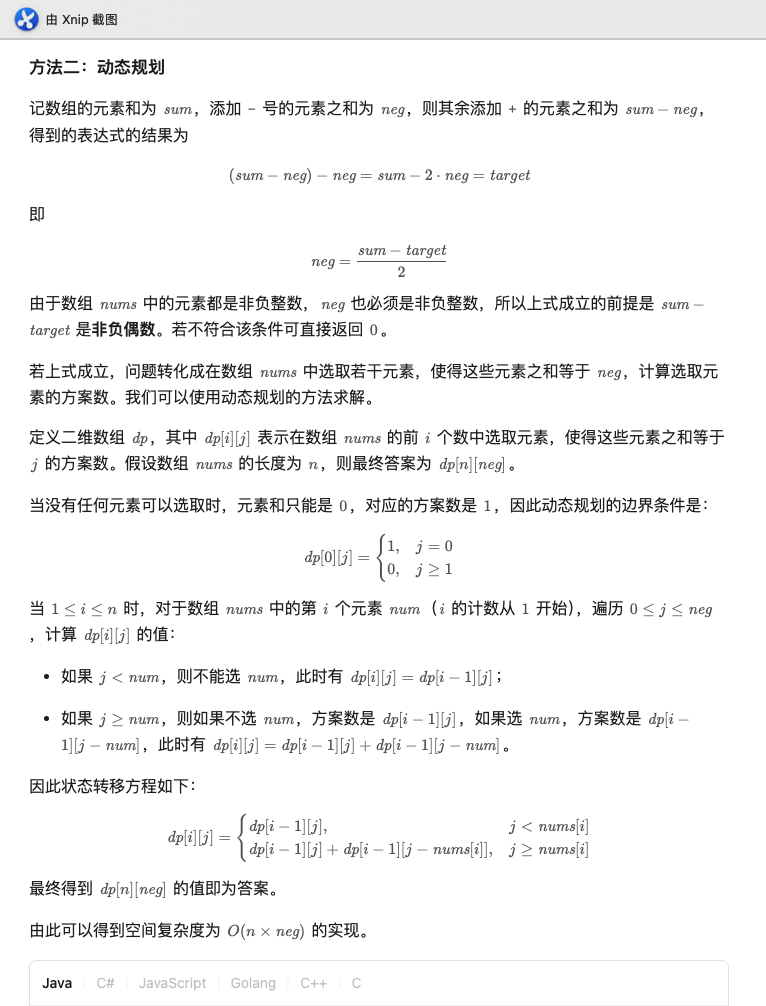 由 Xnip 截图
方法二：动态规划
记数组的元素和为 sum，添加 - 号的元素之和为 neg，则其余添加 + 的元素之和为 sum − neg，
得到的表达式的结果为
(sum − neg) − neg = sum − 2 · neg = target
即
neg = \frac{sum − target}{2}
由于数组 nums 中的元素都是非负整数， neg 也必须是非负整数，所以上式成立的前提是 sum −
target 是非负偶数。若不符合该条件可直接返回 0。
若上式成立，问题转化成在数组 nums 中选取若干元素，使得这些元素之和等于 neg，计算选取元
素的方案数。我们可以使用动态规划的方法求解。
定义二维数组 dp，其中 dp[i][j] 表示在数组 nums 的前 i 个数中选取元素，使得这些元素之和等于
j 的方案数。假设数组 nums 的长度为 n，则最终答案为 dp[n][neg]。
当没有任何元素可以选取时，元素和只能是 0，对应的方案数是 1，因此动态规划的边界条件是：
dp[0][j] = { 1, j = 0
0, j ≥ 1
当 1 ≤ i ≤ n 时，对于数组 nums 中的第 i 个元素 num（i 的计数从 1 开始），遍历 0 ≤ j ≤ neg
，计算 dp[i][j] 的值：
• 如果 j < num，则不能选 num，此时有 dp[i][j] = dp[i − 1][j]；
• 如果 j ≥ num，则如果不选 num，方案数是 dp[i − 1][j]，如果选 num，方案数是 dp[i −
1][j − num]，此时有 dp[i][j] = dp[i − 1][j] + dp[i − 1][j − num]。
因此状态转移方程如下：
dp[i][j] = { dp[i − 1][j], j < nums[i]
dp[i − 1][j] + dp[i − 1][j − nums[i]], j ≥ nums[i]
最终得到 dp[n][neg] 的值即为答案。
由此可以得到空间复杂度为 O(n × neg) 的实现。
Java C# JavaScript Golang C++ C